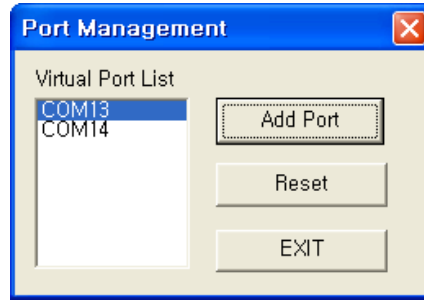 Port Management
Virtual Port List
COM13
COM14
Add Port
Reset
EXIT